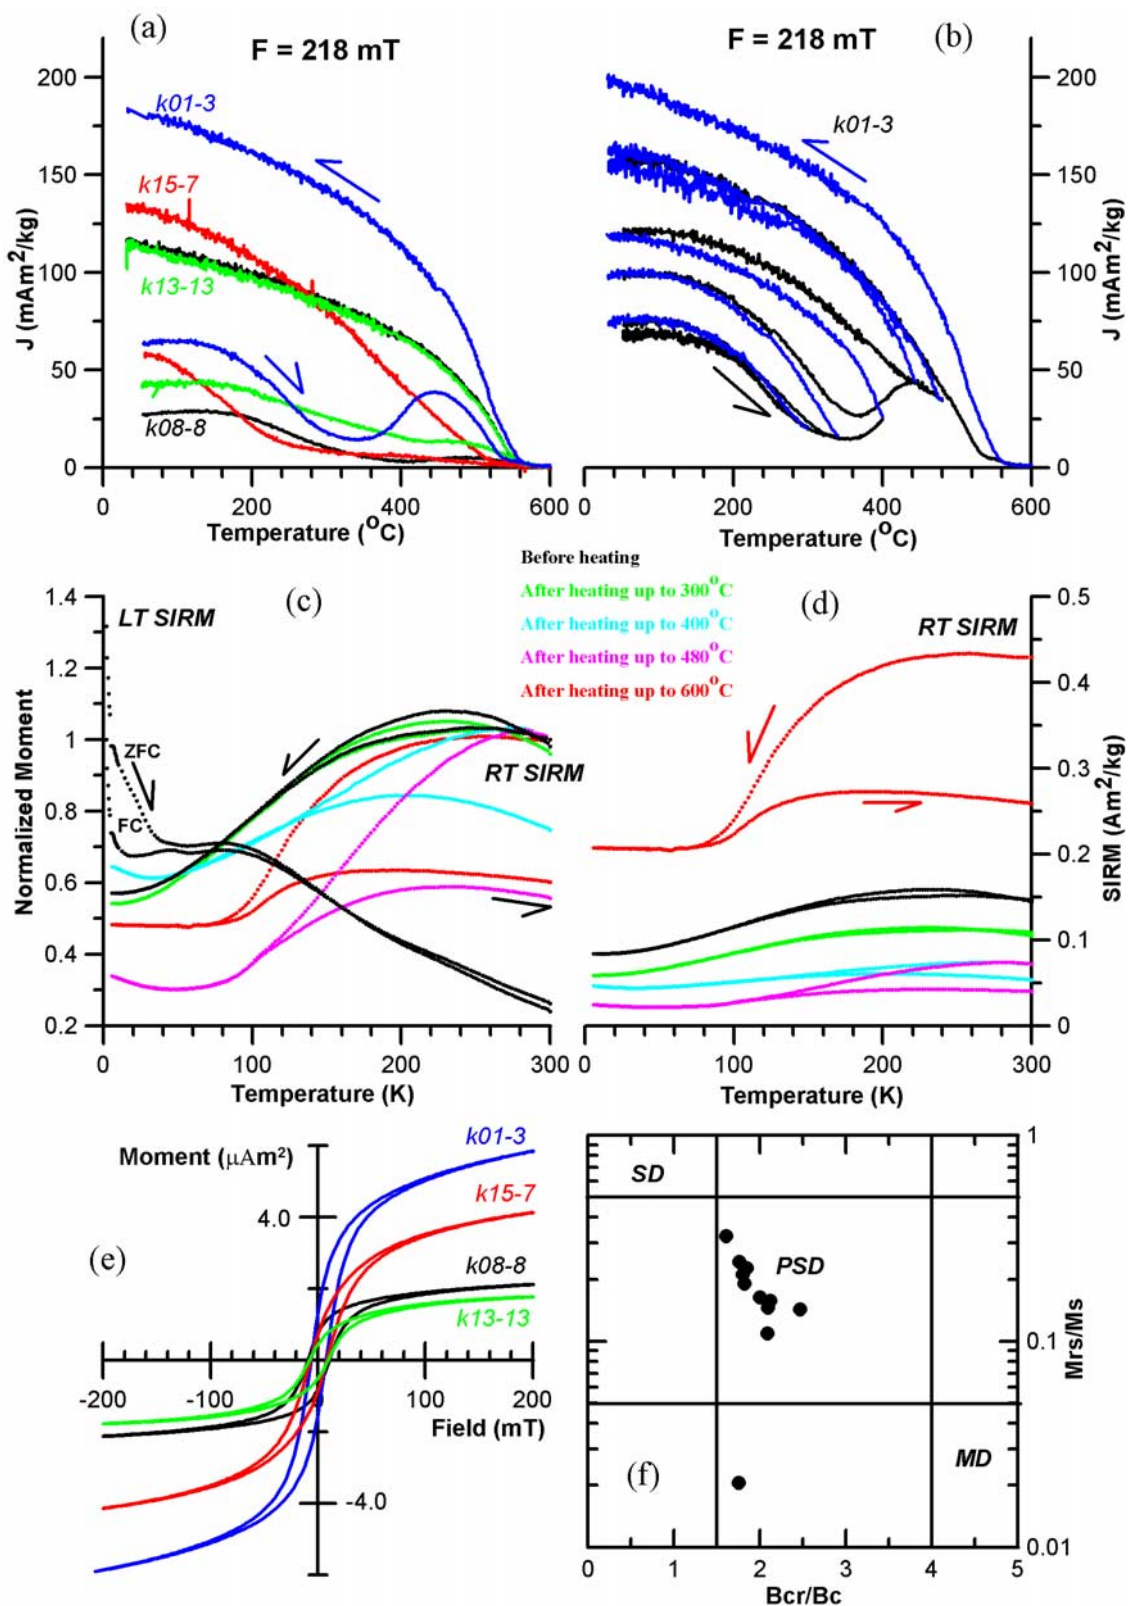 (a)
F = 218 mT
J (mAm²/kg)
200
150
100
50
0
k01-3
k15-7
k13-13
k08-8
0
200
400
600
Temperature (°C)
F = 218 mT
(b)
k01-3
200
150
100
50
0
J (mAm²/kg)
0
200
400
600
Temperature (°C)
Before heating
After heating up to 300°C
After heating up to 400°C
After heating up to 480°C
After heating up to 600°C
(c)
LT SIRM
ZFC
FC
RT SIRM
Normalized Moment
1.4
1.2
1
0.8
0.6
0.4
0.2
0
100
200
300
Temperature (K)
(d)
RT SIRM
0.5
0.4
0.3
0.2
0.1
0
SIRM (Am²/kg)
0
100
200
300
Temperature (K)
Moment (μAm²)
k01-3
4.0
k15-7
(e)
k08-8
k13-13
-200
-100
0
100
200
Field (mT)
-4.0
SD
PSD
MD
(f)
1
0.1
0.01
Mrs/Ms
0
1
2
3
4
5
Bcr/Bc